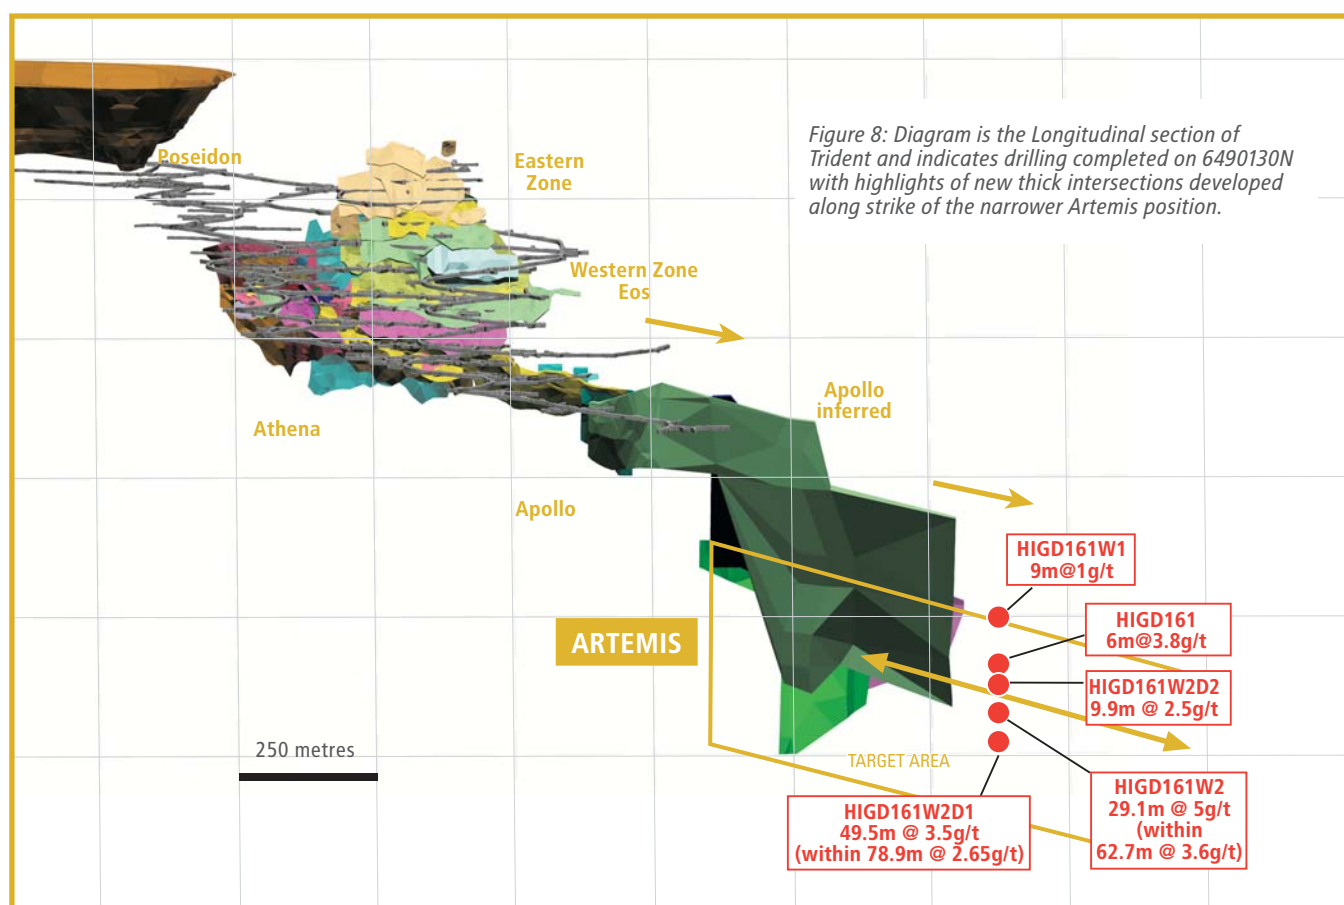 Figure 8: Diagram is the Longitudinal section of
Trident and indicates drilling completed on 6490130N
with highlights of new thick intersections developed
along strike of the narrower Artemis position.
Poseidon
Eastern
Zone
Western Zone
Eos
Athena
Apollo
inferred
Apollo
HIGD161W1
9m@1g/t
HIGD161
6m@3.8g/t
ARTEMIS
HIGD161W2D2
9.9m @ 2.5g/t
250 metres
TARGET AREA
HIGD161W2D1
49.5m @ 3.5g/t
(within 78.9m @ 2.65g/t)
HIGD161W2
29.1m @ 5g/t
(within
62.7m @ 3.6g/t)